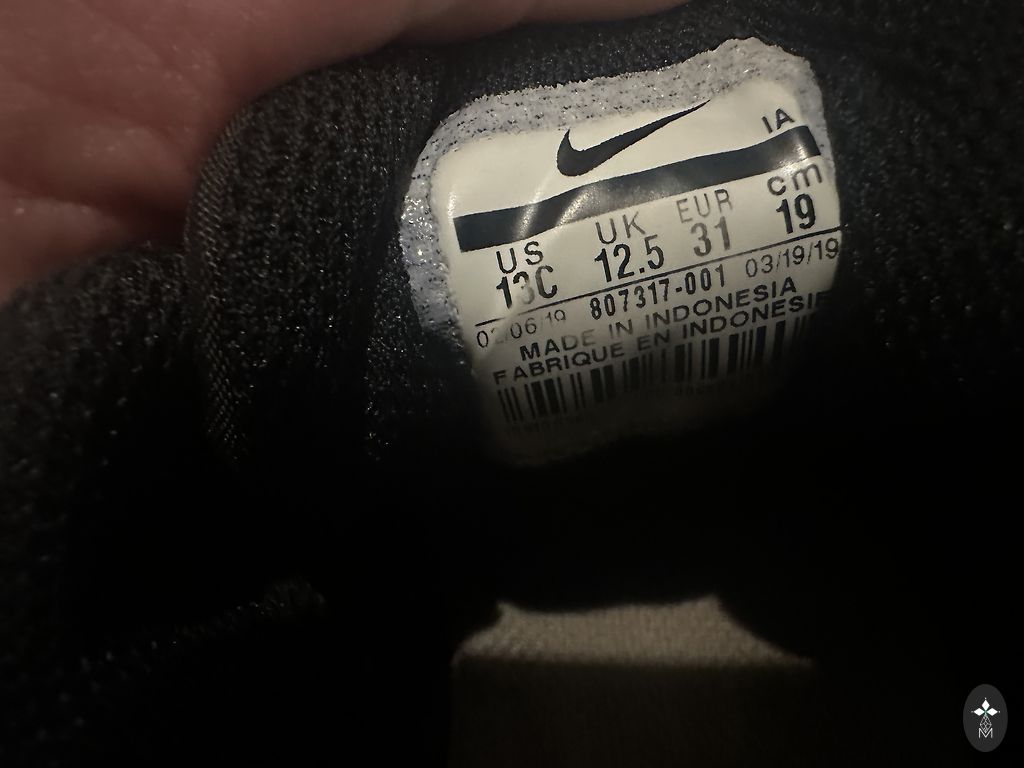 IA
US UK EUR cm
13C 12.5 31 19
02/06/19 807317-001 03/19/19
MADE IN INDONESIA
FABRIQUE EN INDONESIE
M